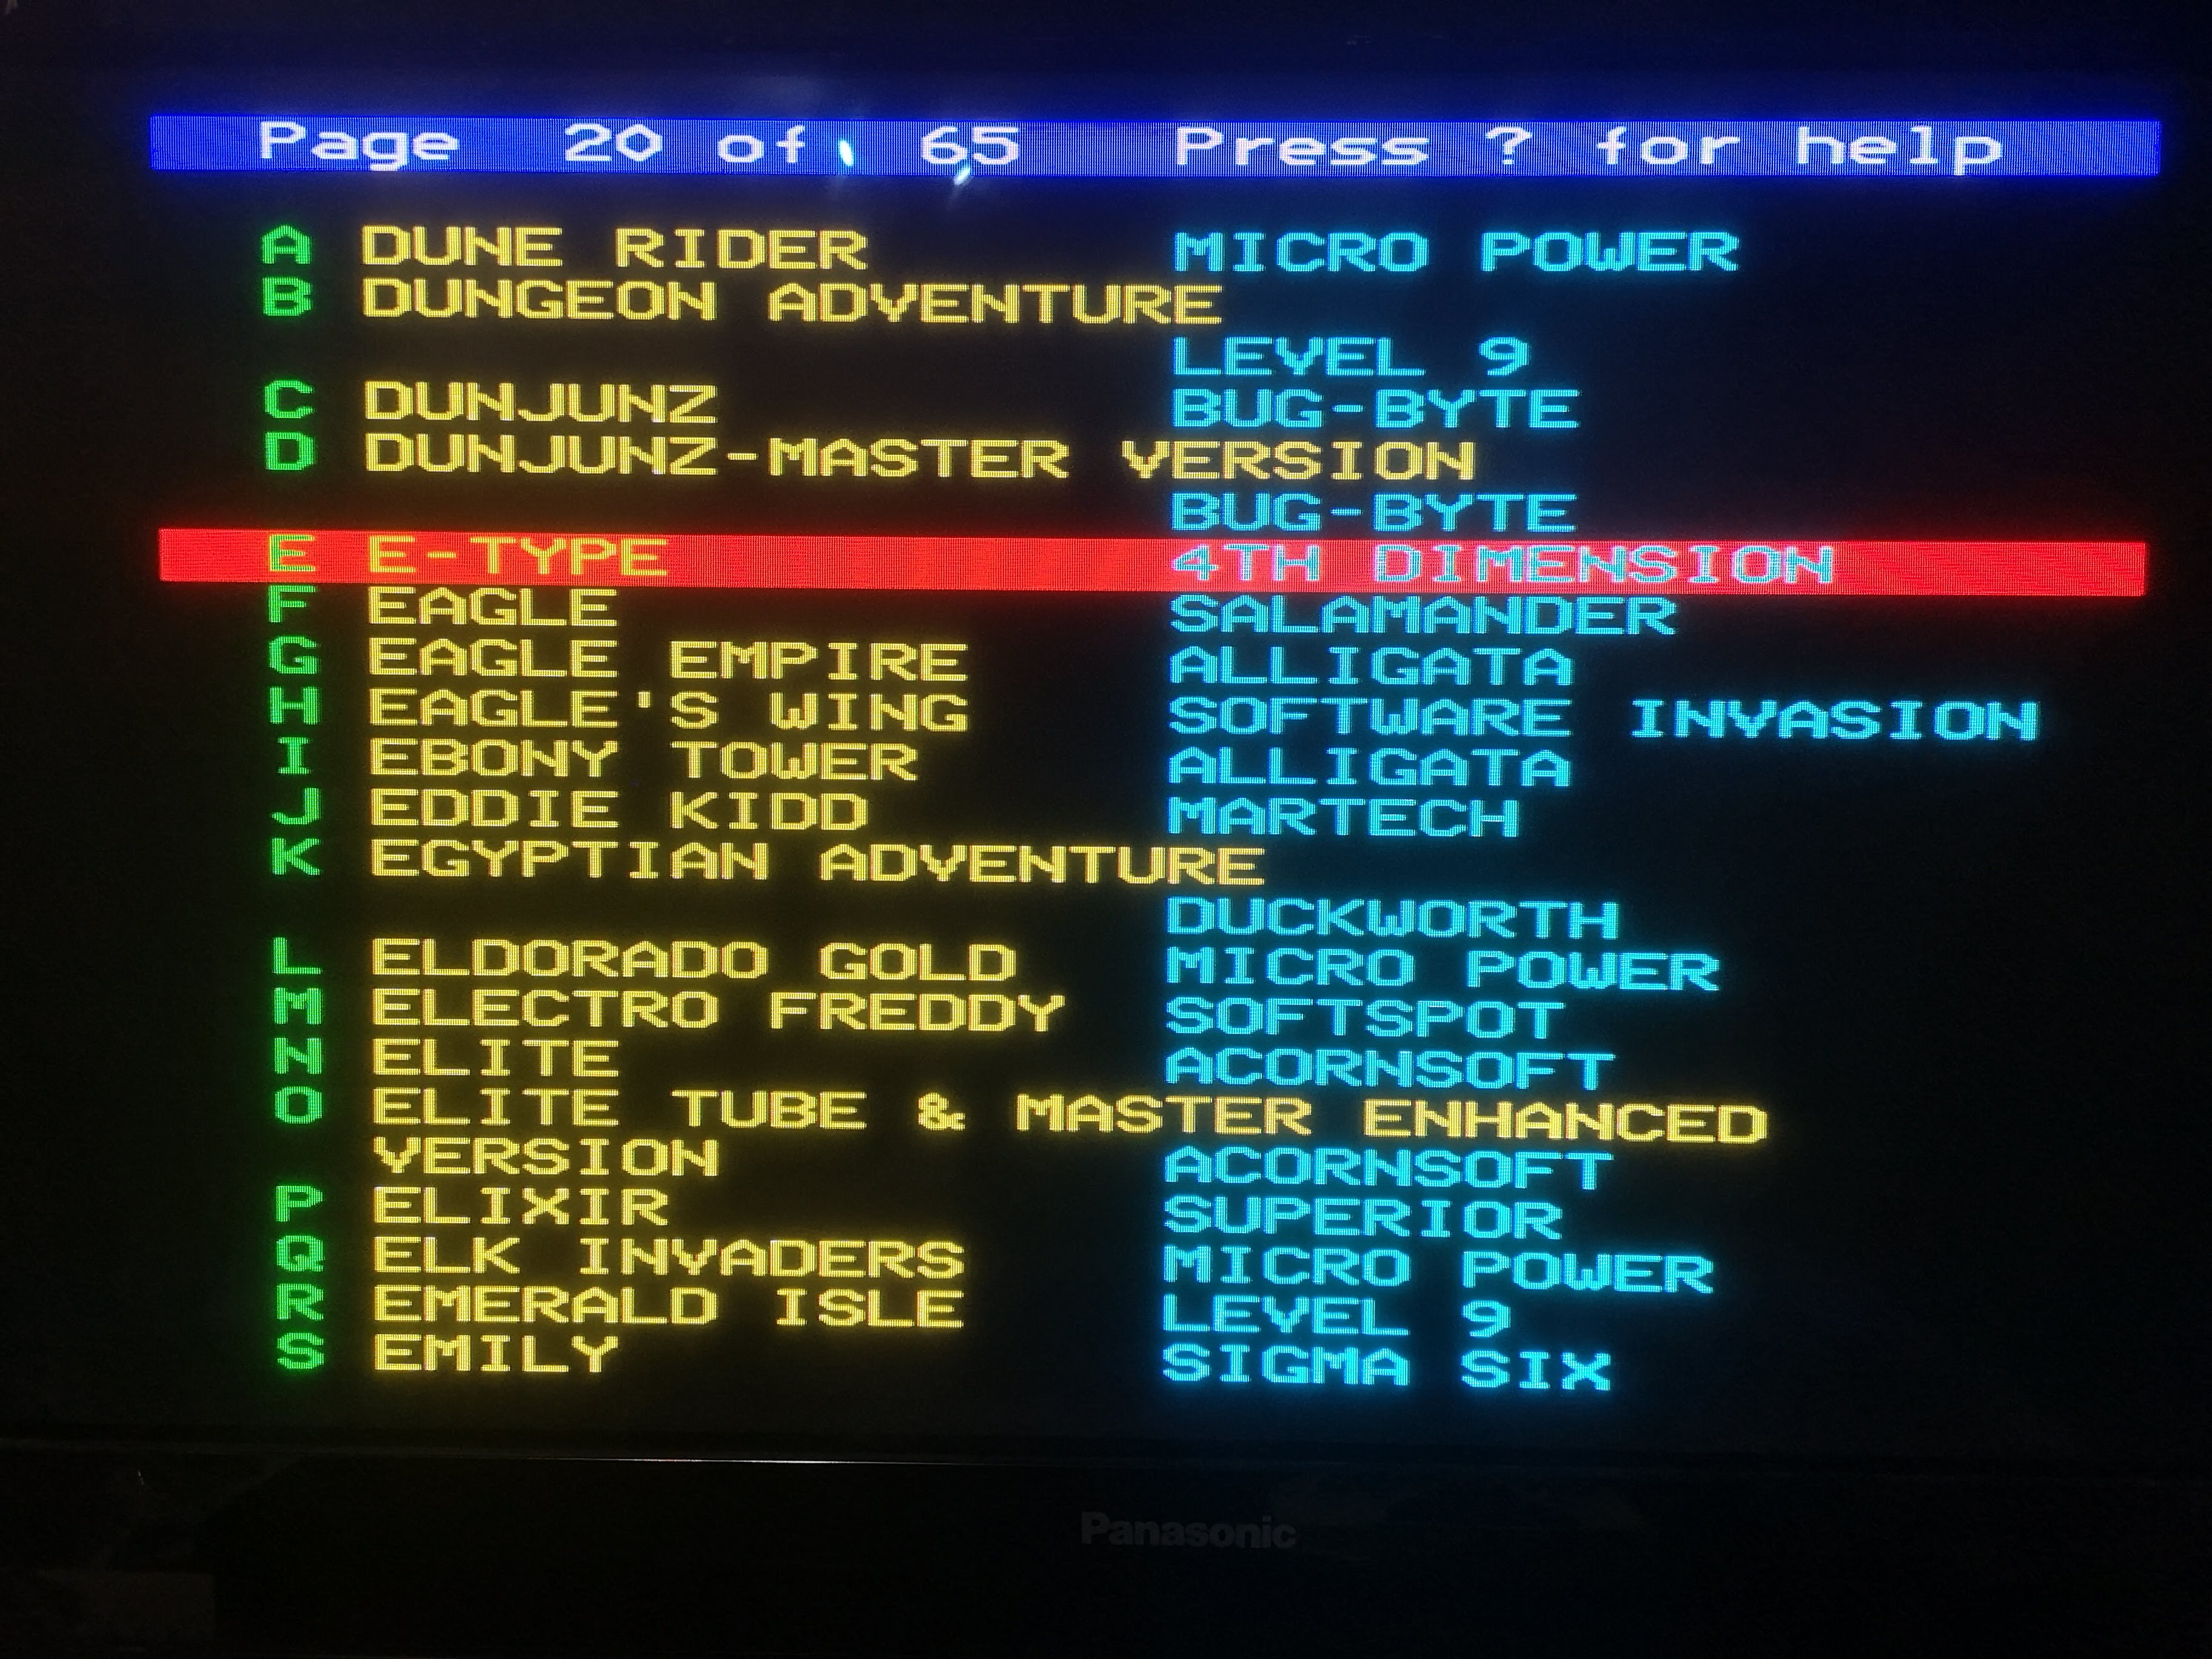 Page 20 of 65 Press ? for help
A DUNE RIDER MICRO POWER
B DUNGEON ADVENTURE
LEVEL 9
C DUNJUNZ BUG-BYTE
D DUNJUNZ-MASTER VERSION
BUG-BYTE
E E-TYPE 4TH DIMENSION
F EAGLE SALAMANDER
G EAGLE EMPIRE ALLIGATA
H EAGLE'S WING SOFTWARE INVASION
I EBONY TOWER ALLIGATA
J EDDIE KIDD MARTECH
K EGYPTIAN ADVENTURE
DUCKWORTH
L ELDORADO GOLD MICRO POWER
M ELECTRO FREDDY SOFTSPOT
N ELITE ACORNSOFT
O ELITE TUBE & MASTER ENHANCED
VERSION ACORNSOFT
P ELIXIR SUPERIOR
Q ELK INVADERS MICRO POWER
R EMERALD ISLE LEVEL 9
S EMILY SIGMA SIX
Panasonic